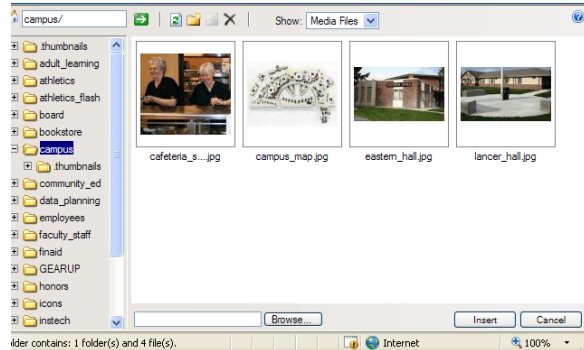 campus/
Show: Media Files
.thumbnails
adult_learning
athletics
athletics_flash
board
bookstore
campus
.thumbnails
community_ed
data_planning
employees
faculty_staff
finaid
GEARUP
honors
icons
instech
cafeteria_s....jpg
campus_map.jpg
eastern_hall.jpg
lancer_hall.jpg
Browse...
Insert
Cancel
older contains: 1 folder(s) and 4 file(s).
Internet
100%